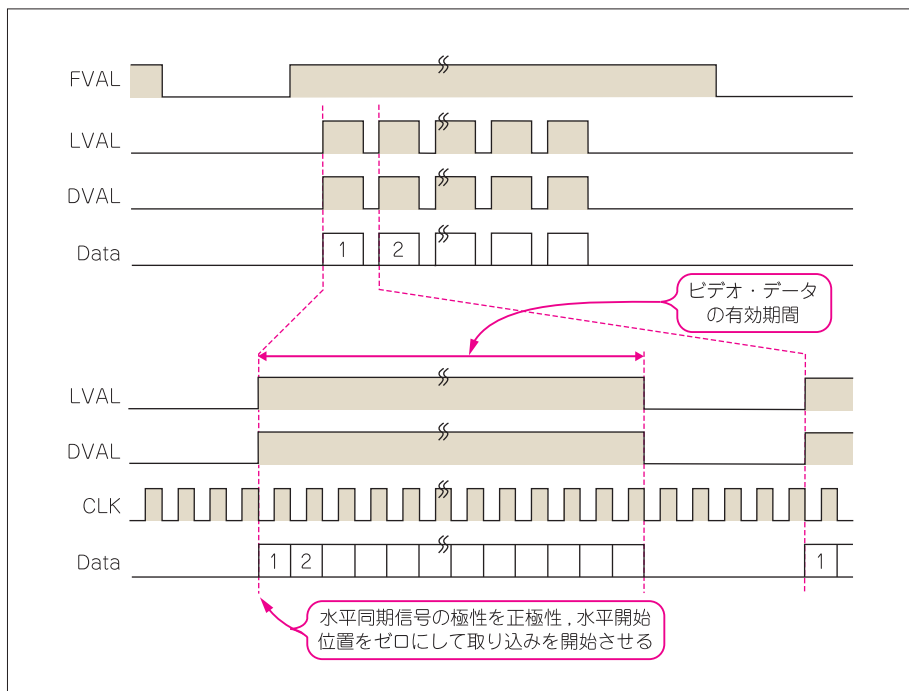 FVAL
LVAL
DVAL
Data
1 2
ビデオ・データ
の有効期間
LVAL
DVAL
CLK
Data
1 2 1
水平同期信号の極性を正極性，水平開始
位置をゼロにして取り込みを開始させる